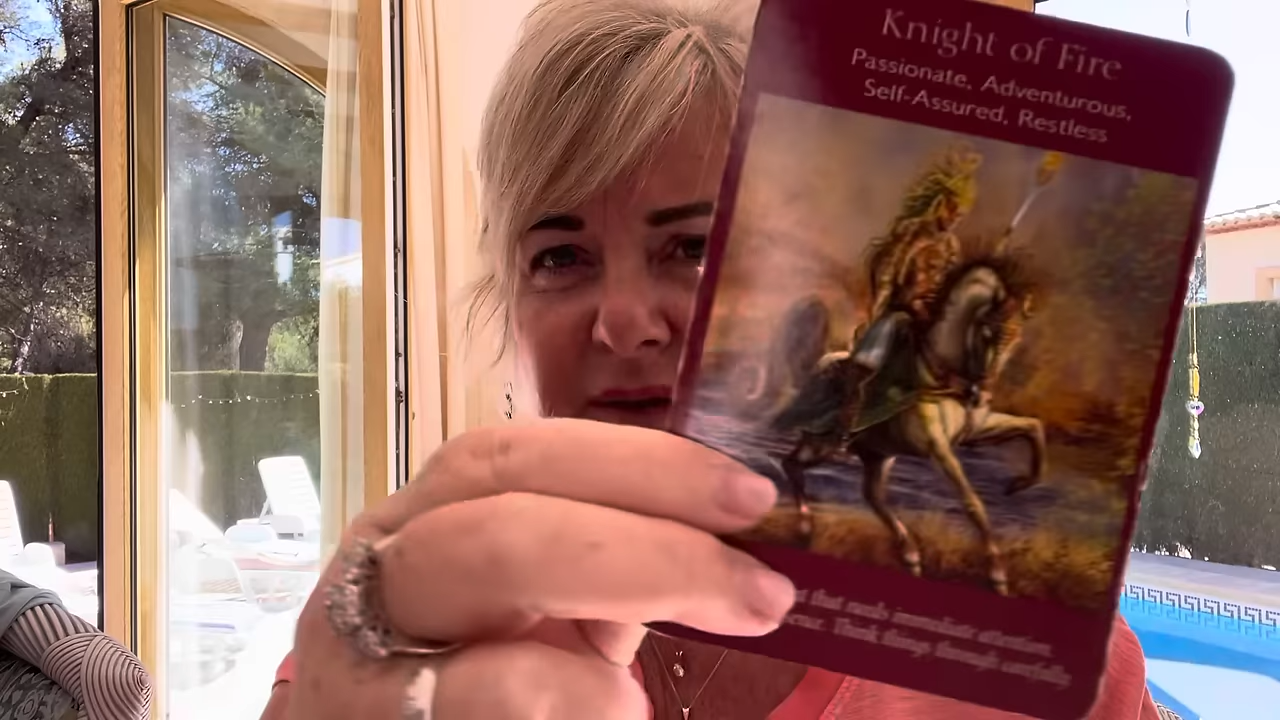 Knight of Fire
Passionate, Adventurous,
Self-Assured, Restless
that needs immediate attention.
Think things through carefully.